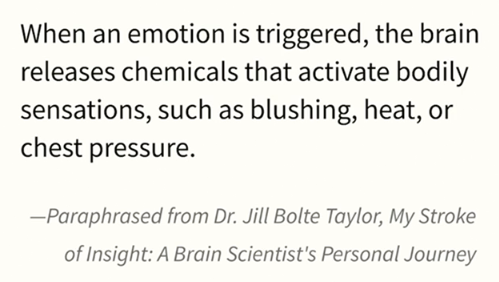 When an emotion is triggered, the brain
releases chemicals that activate bodily
sensations, such as blushing, heat, or
chest pressure.
—Paraphrased from Dr. Jill Bolte Taylor, My Stroke
of Insight: A Brain Scientist's Personal Journey